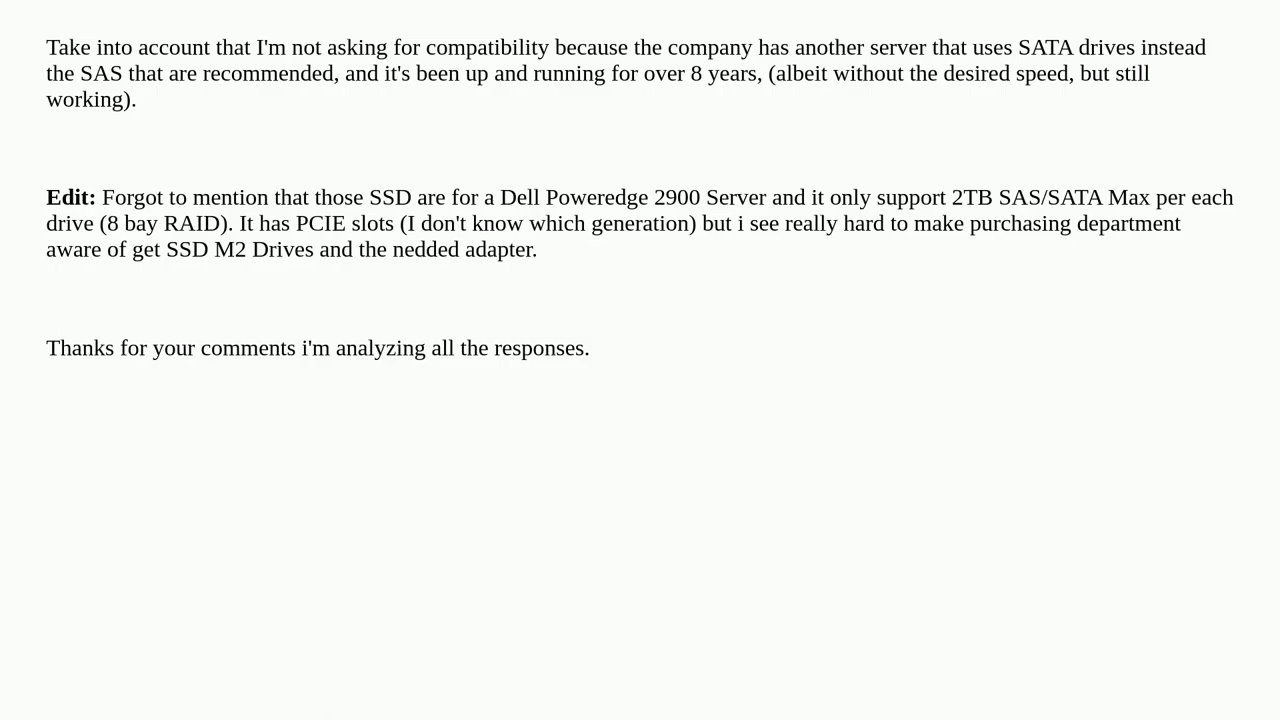 Take into account that I'm not asking for compatibility because the company has another server that uses SATA drives instead
the SAS that are recommended, and it's been up and running for over 8 years, (albeit without the desired speed, but still
working).
Edit: Forgot to mention that those SSD are for a Dell Poweredge 2900 Server and it only support 2TB SAS/SATA Max per each
drive (8 bay RAID). It has PCIE slots (I don't know which generation) but i see really hard to make purchasing department
aware of get SSD M2 Drives and the nedded adapter.
Thanks for your comments i'm analyzing all the responses.